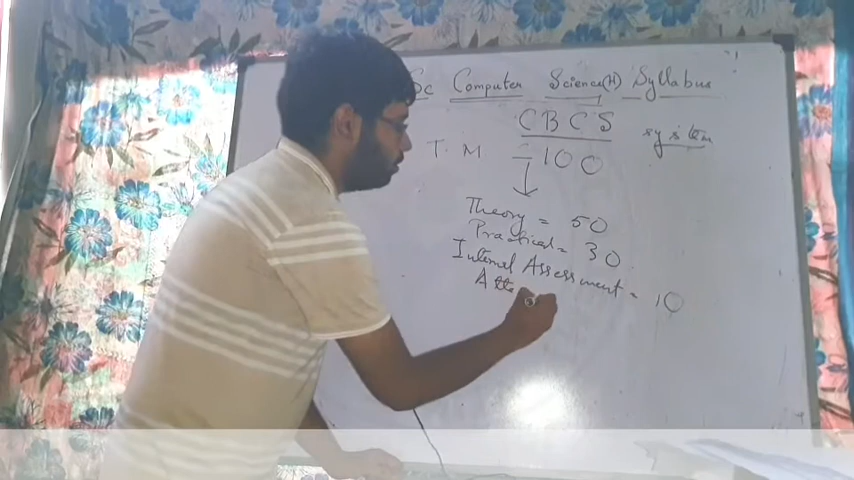 Sc Computer Science(H) Syllabus
CBCS system
T.M - 100
Theory = 50
Practical = 30
Internal Assessment = 10
Atte